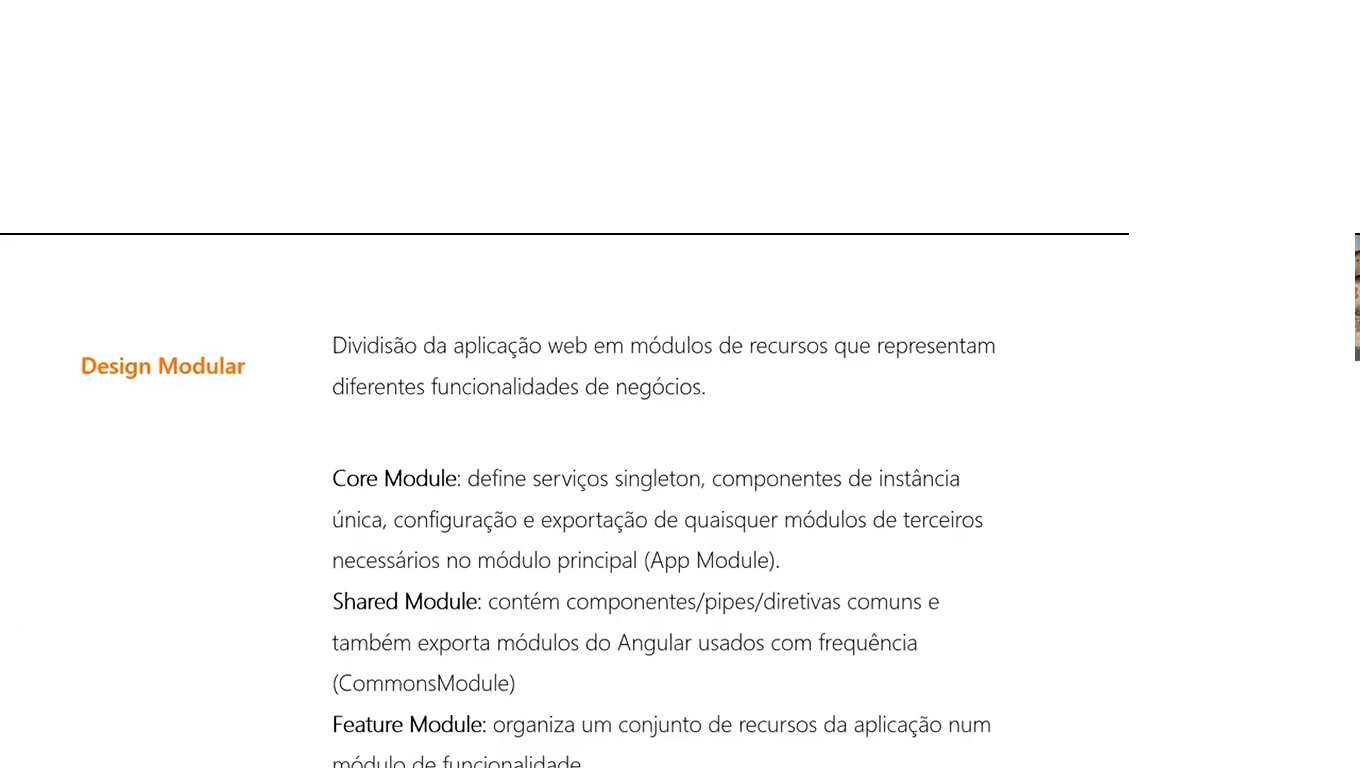 Design Modular
Dividisão da aplicação web em módulos de recursos que representam
diferentes funcionalidades de negócios.
Core Module: define serviços singleton, componentes de instância
única, configuração e exportação de quaisquer módulos de terceiros
necessários no módulo principal (App Module).
Shared Module: contém componentes/pipes/diretivas comuns e
também exporta módulos do Angular usados com frequência
(CommonsModule)
Feature Module: organiza um conjunto de recursos da aplicação num
módulo de funcionalidade